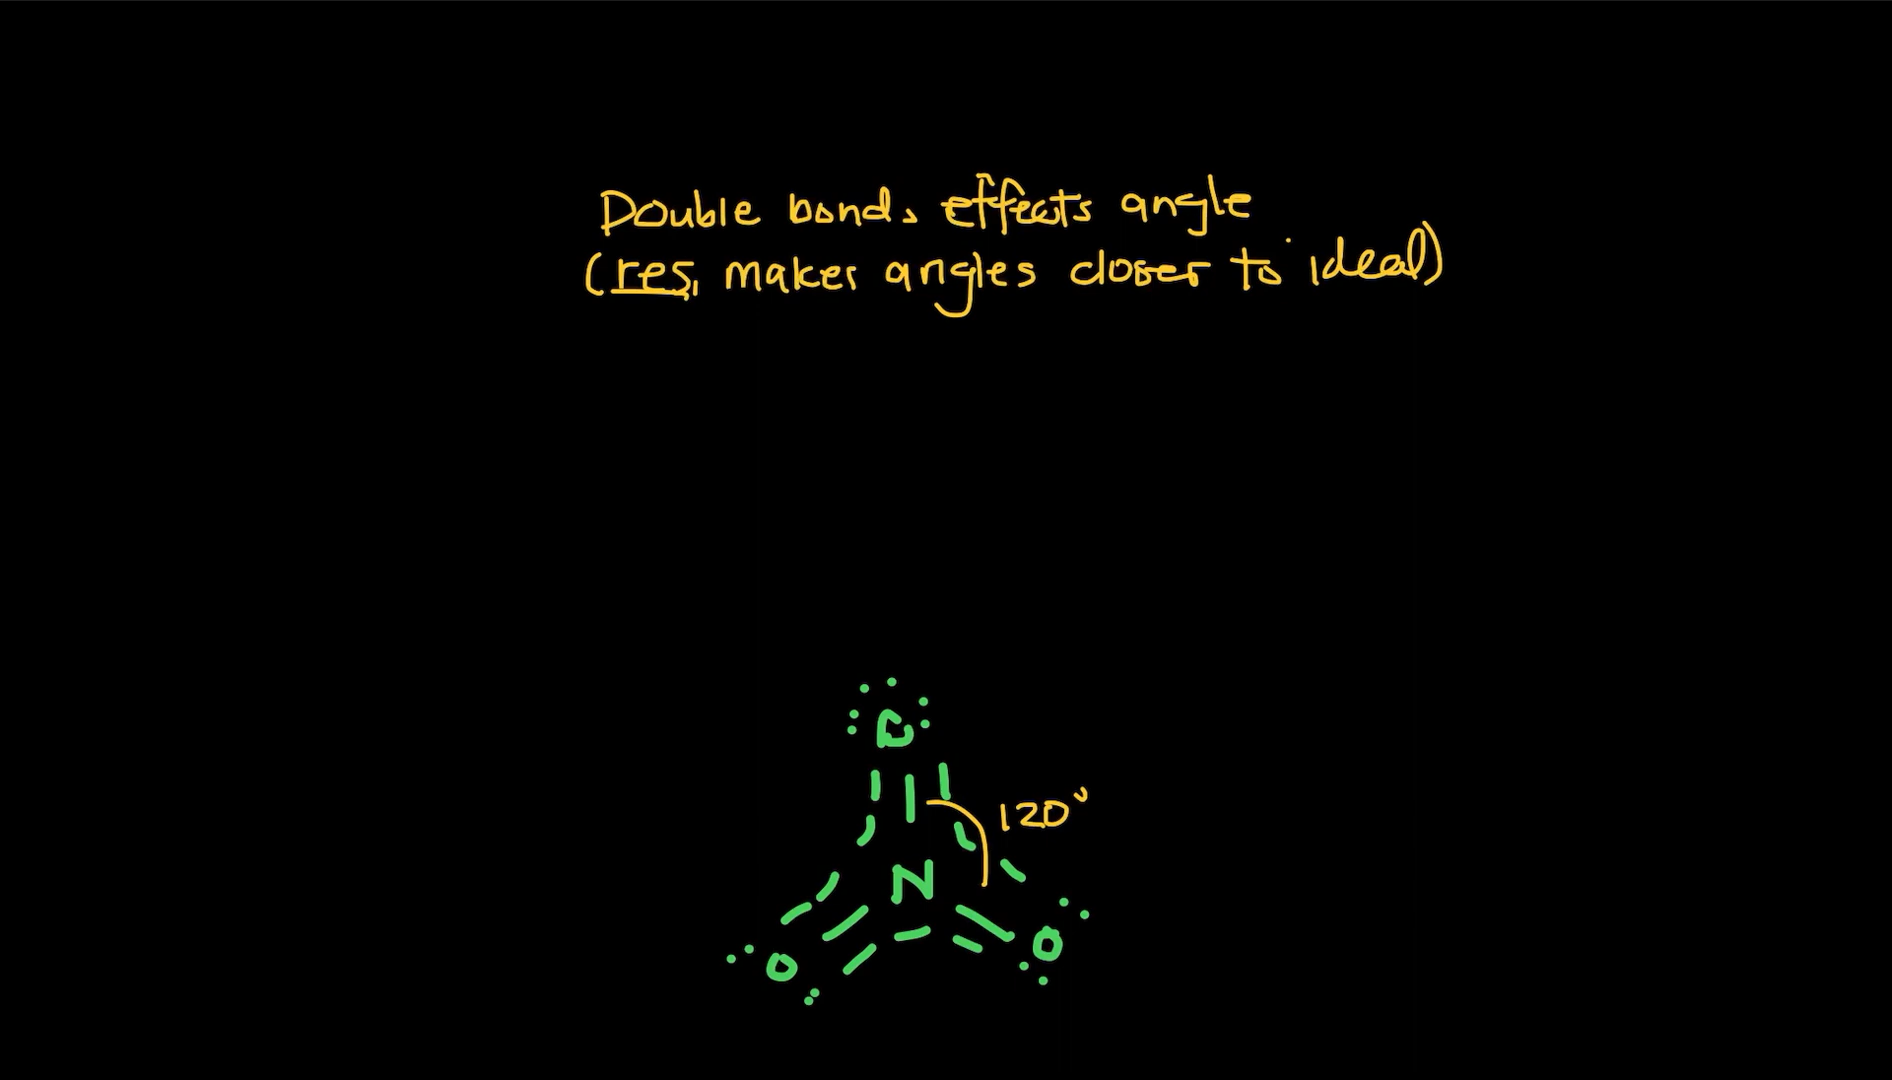 Double bonds effects angle
(res. makes angles closer to ideal)
O
120°
N
O
O